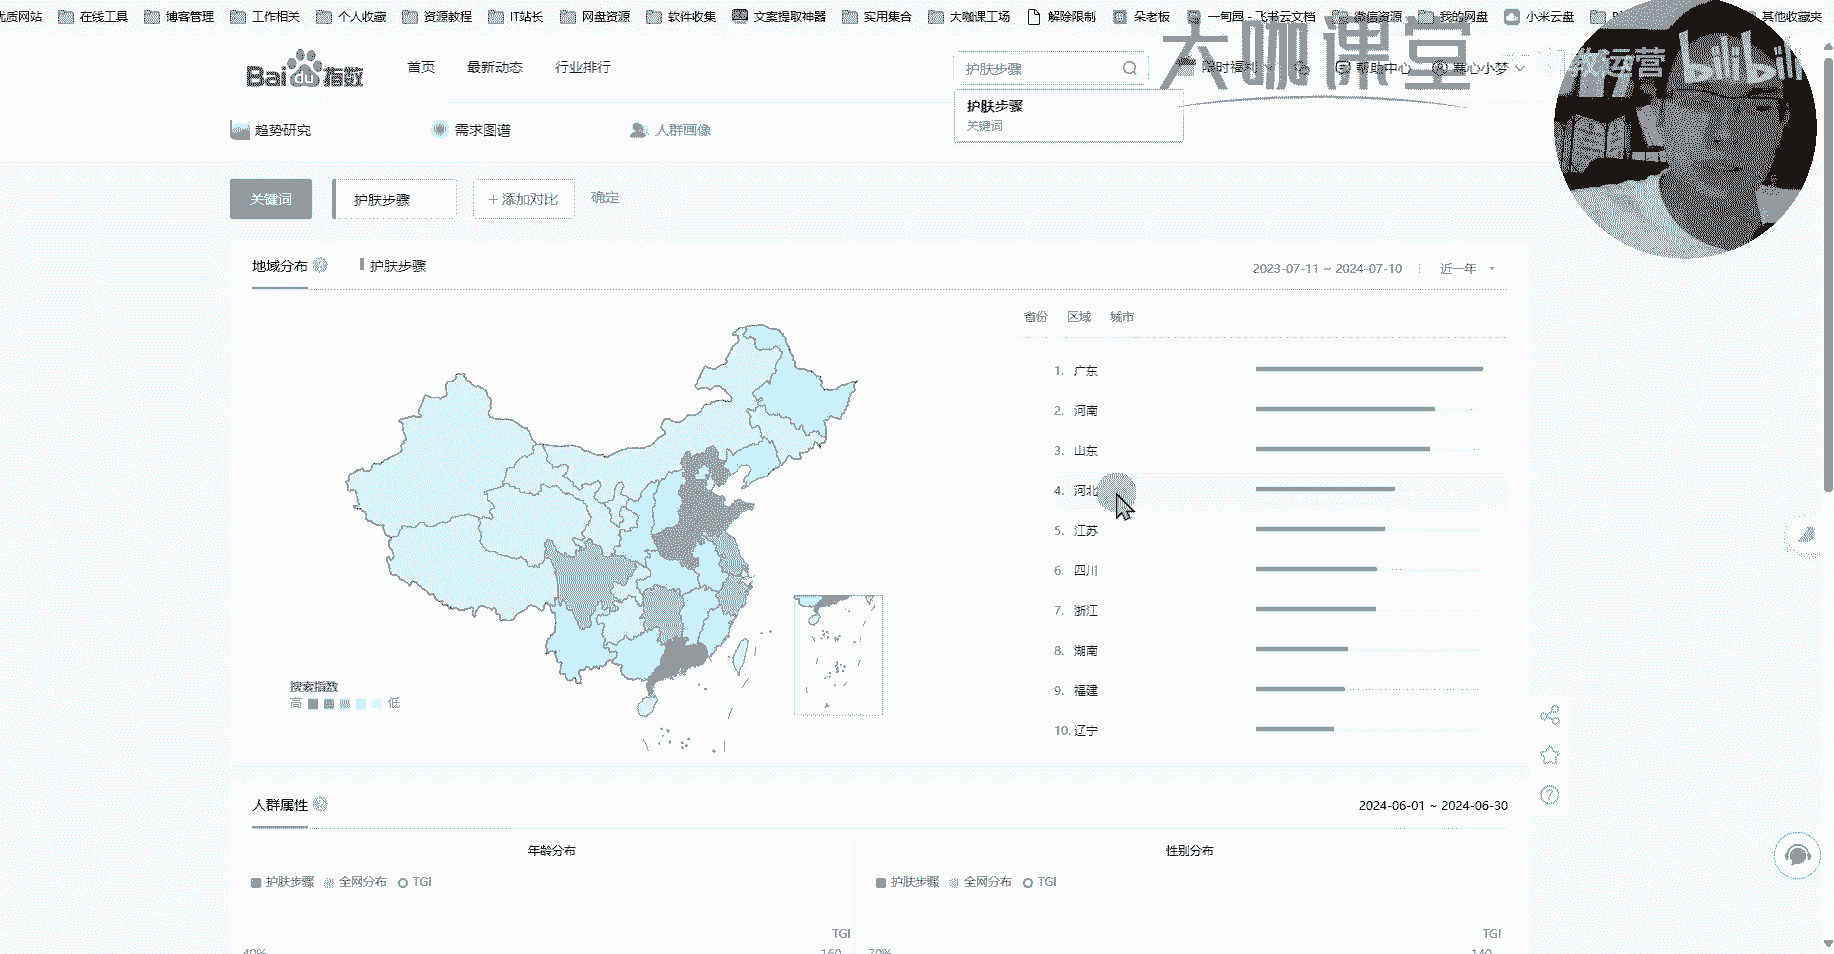 优质网站 在线工具 博客管理 工作相关 个人收藏 资源教程 IT站长 网盘资源 软件收集 文案提取神器 实用集合 大咖课工场 解除限制 朵老板 一甸园 - 飞书云文档 微信资源 我的网盘 小米云盘 其他收藏夹
大咖课堂
教运营 bilibili
Bai du 指数 首页 最新动态 行业排行 护肤步骤 限时福利 帮助中心 寒心小梦
护肤步骤
关键词
趋势研究 需求图谱 人群画像
关键词 护肤步骤 + 添加对比 确定
地域分布 护肤步骤 2023-07-11 ~ 2024-07-10 近一年
省份 区域 城市
1. 广东
2. 河南
3. 山东
4. 河北
5. 江苏
6. 四川
7. 浙江
8. 湖南
9. 福建
10. 辽宁
搜索指数
高 低
人群属性 2024-06-01 ~ 2024-06-30
年龄分布 性别分布
护肤步骤 全网分布 TGI 护肤步骤 全网分布 TGI
TGI TGI
40% 160 70% 140